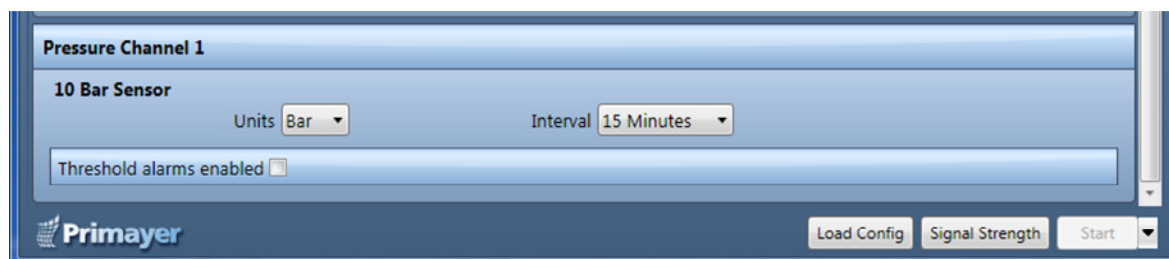 Pressure Channel 1
10 Bar Sensor
Units Bar Interval 15 Minutes
Threshold alarms enabled
Primayer Load Config Signal Strength Start